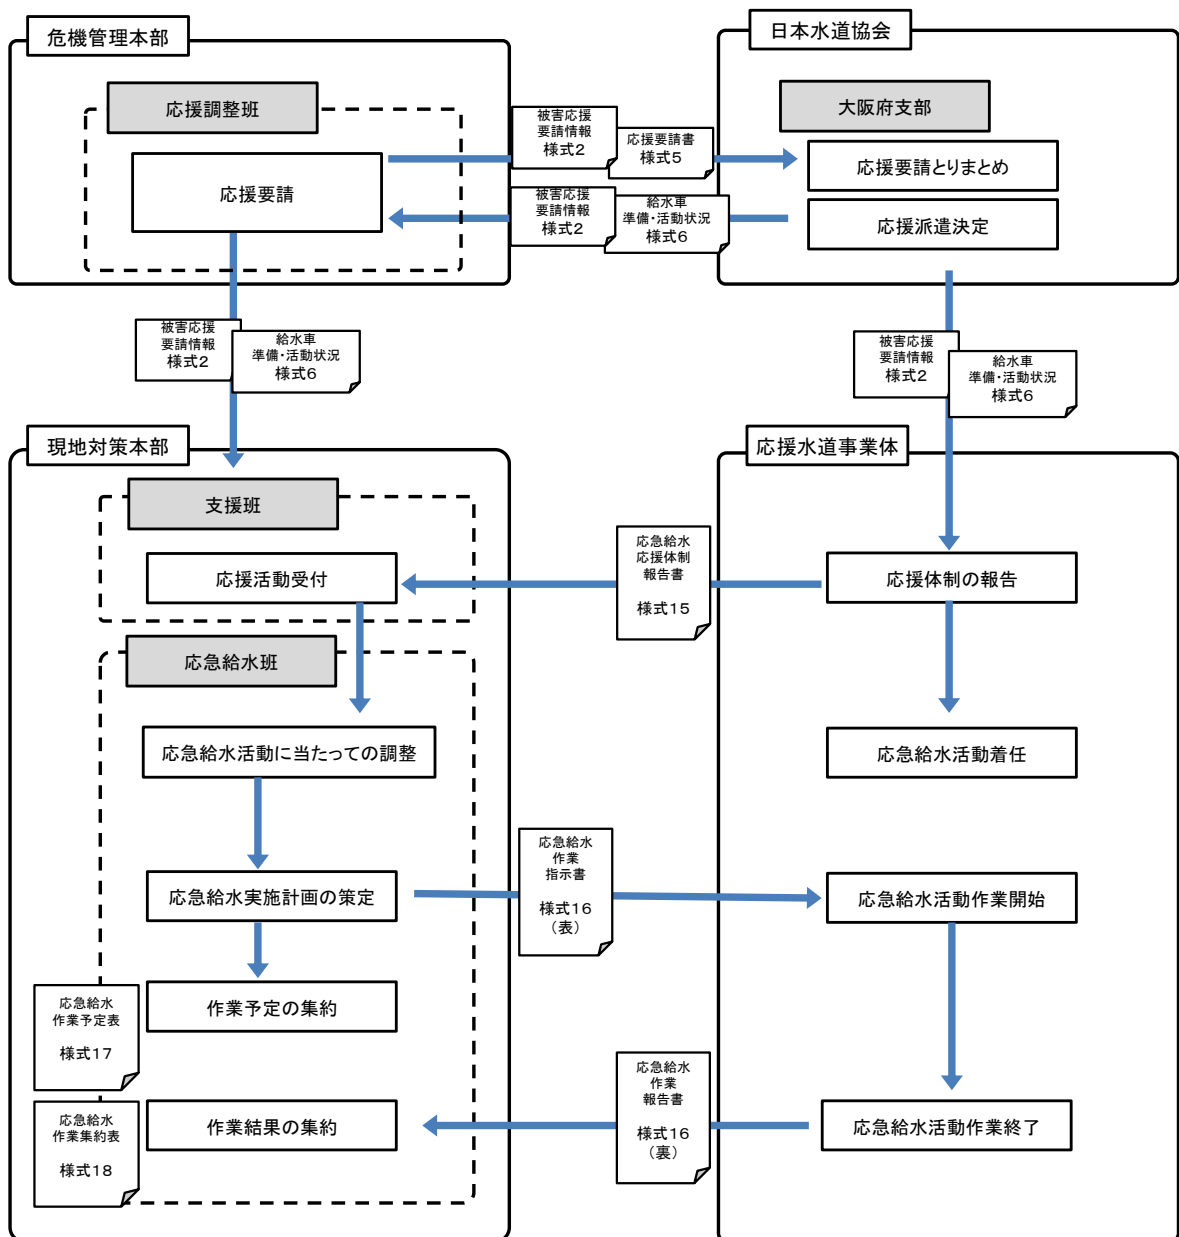 危機管理本部
応援調整班
応援要請
被害応援
要請情報
様式2
応援要請書
様式5
被害応援
要請情報
様式2
給水車
準備・活動状況
様式6
日本水道協会
大阪府支部
応援要請とりまとめ
応援派遣決定
被害応援
要請情報
様式2
給水車
準備・活動状況
様式6
被害応援
要請情報
様式2
給水車
準備・活動状況
様式6
現地対策本部
支援班
応援活動受付
応急給水班
応急給水活動に当たっての調整
応急給水実施計画の策定
作業予定の集約
応急給水
作業予定表
様式17
作業結果の集約
応急給水
作業集約表
様式18
応急給水
応援体制
報告書
様式15
応急給水
作業
指示書
様式16
(表)
応急給水
作業
報告書
様式16
(裏)
応援水道事業体
応援体制の報告
応急給水活動着任
応急給水活動作業開始
応急給水活動作業終了